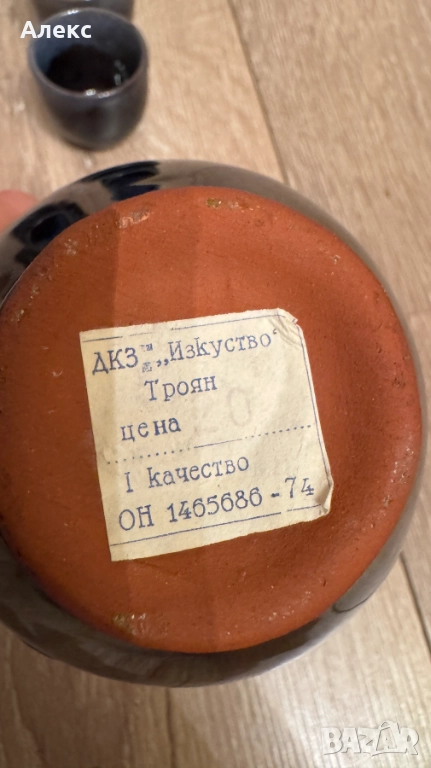 Алекс
ДКЗ „Изкуство“
Троян
цена
I качество
ОН 1465686-74
BAZAR